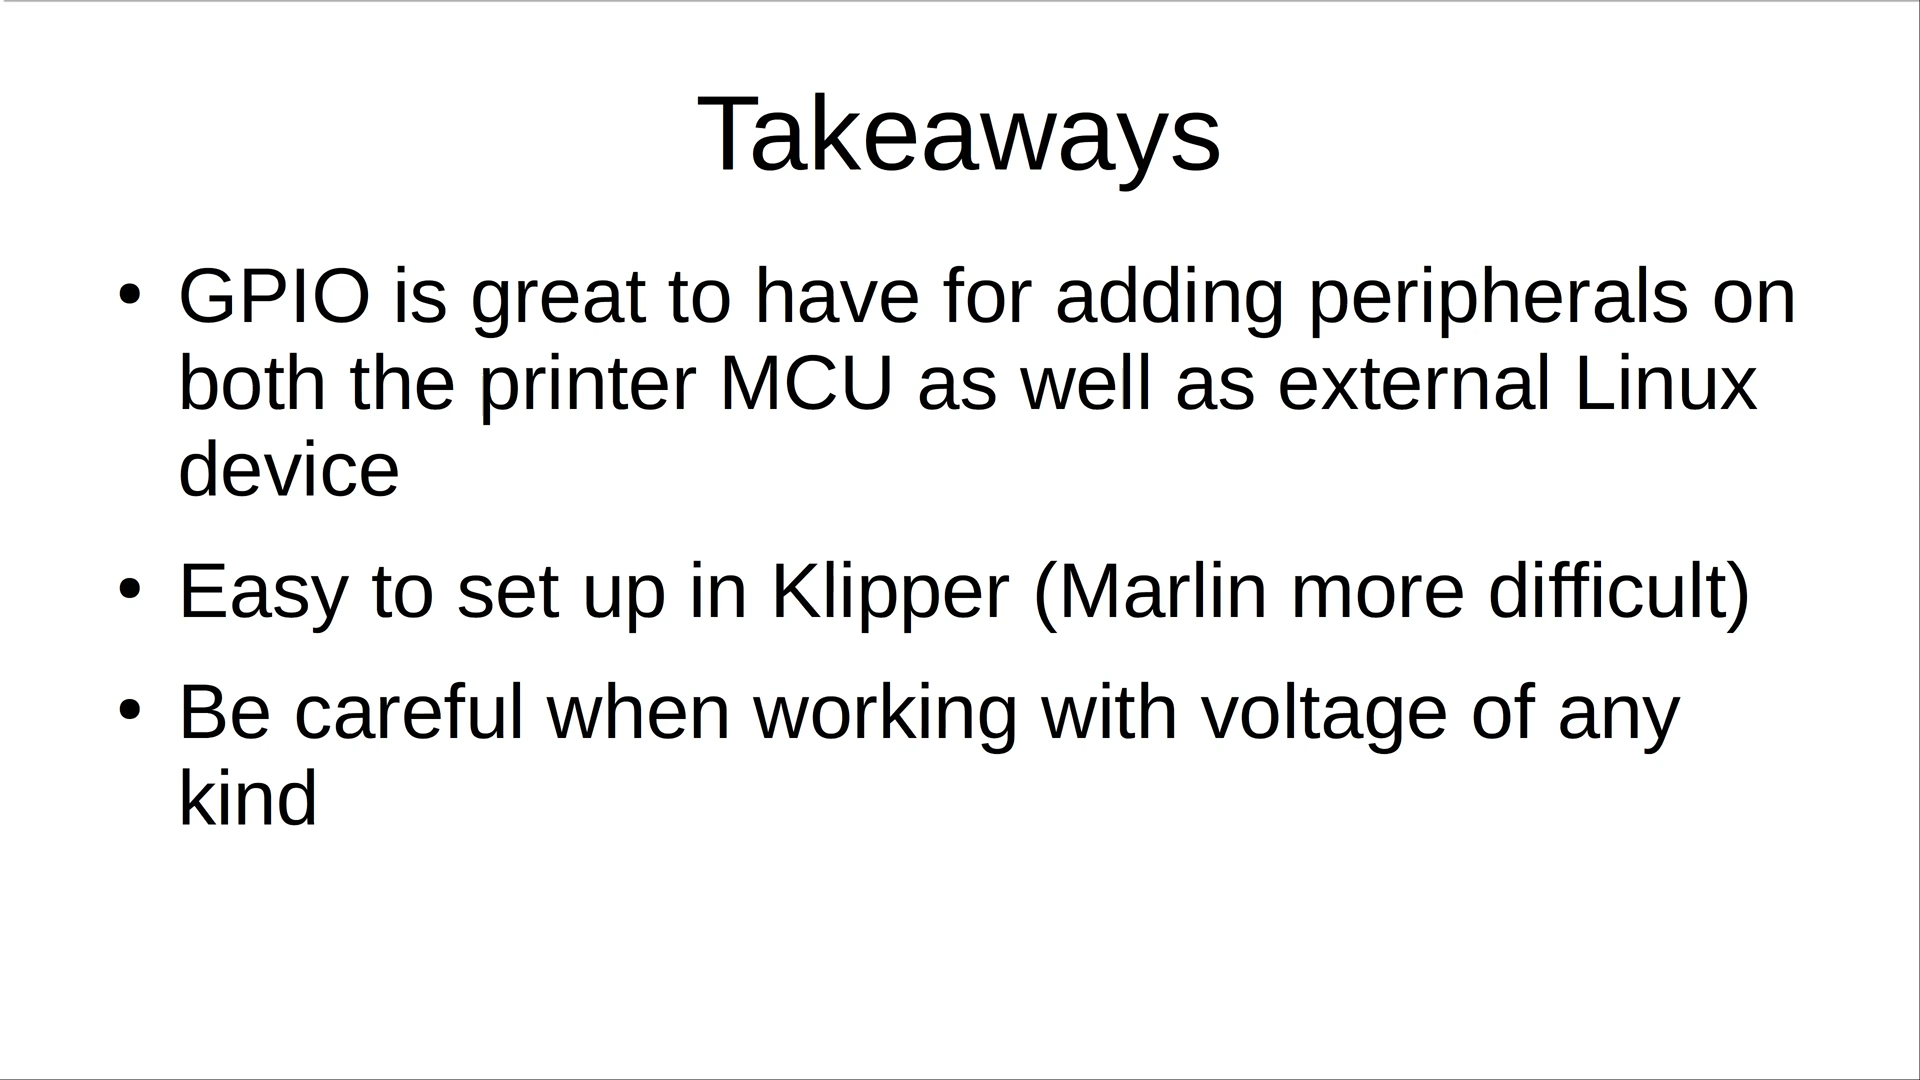 Takeaways
• GPIO is great to have for adding peripherals on
both the printer MCU as well as external Linux
device
• Easy to set up in Klipper (Marlin more difficult)
• Be careful when working with voltage of any
kind